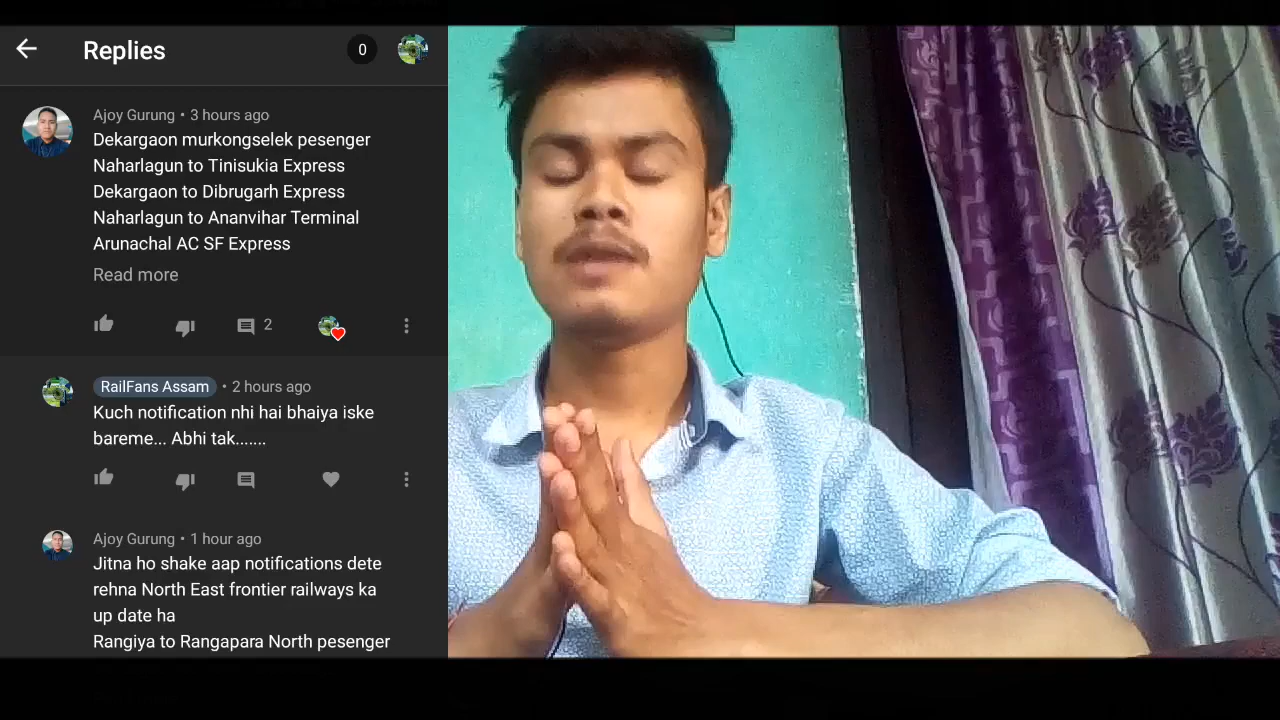 Replies
0
Ajoy Gurung • 3 hours ago
Dekargaon murkongselek pesenger
Naharlagun to Tinisukia Express
Dekargaon to Dibrugarh Express
Naharlagun to Ananvihar Terminal
Arunachal AC SF Express
Read more
2
RailFans Assam • 2 hours ago
Kuch notification nhi hai bhaiya iske
bareme... Abhi tak.......
Ajoy Gurung • 1 hour ago
Jitna ho shake aap notifications dete
rehna North East frontier railways ka
up date ha
Rangiya to Rangapara North pesenger